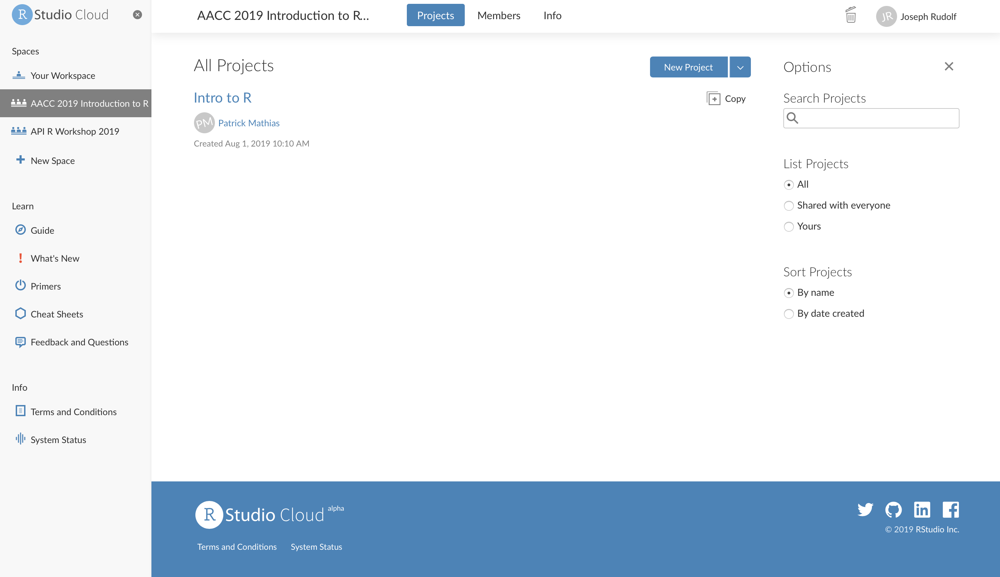 R Studio Cloud
Spaces
Your Workspace
AACC 2019 Introduction to R
API R Workshop 2019
New Space
Learn
Guide
What's New
Primers
Cheat Sheets
Feedback and Questions
Info
Terms and Conditions
System Status
AACC 2019 Introduction to R...
Projects
Members
Info
JR Joseph Rudolf
All Projects
New Project
Intro to R
Copy
PM Patrick Mathias
Created Aug 1, 2019 10:10 AM
Options
Search Projects
List Projects
All
Shared with everyone
Yours
Sort Projects
By name
By date created
R Studio Cloud alpha
Terms and Conditions
System Status
in
© 2019 RStudio Inc.